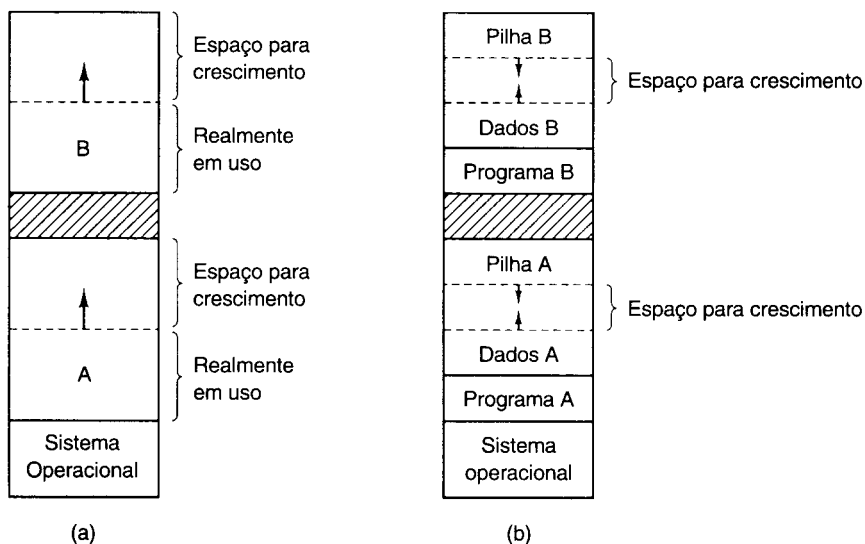 Espaço para
crescimento
B
Realmente
em uso
Espaço para
crescimento
A
Realmente
em uso
Sistema
Operacional
(a)
Pilha B
Espaço para crescimento
Dados B
Programa B
Pilha A
Espaço para crescimento
Dados A
Programa A
Sistema
operacional
(b)